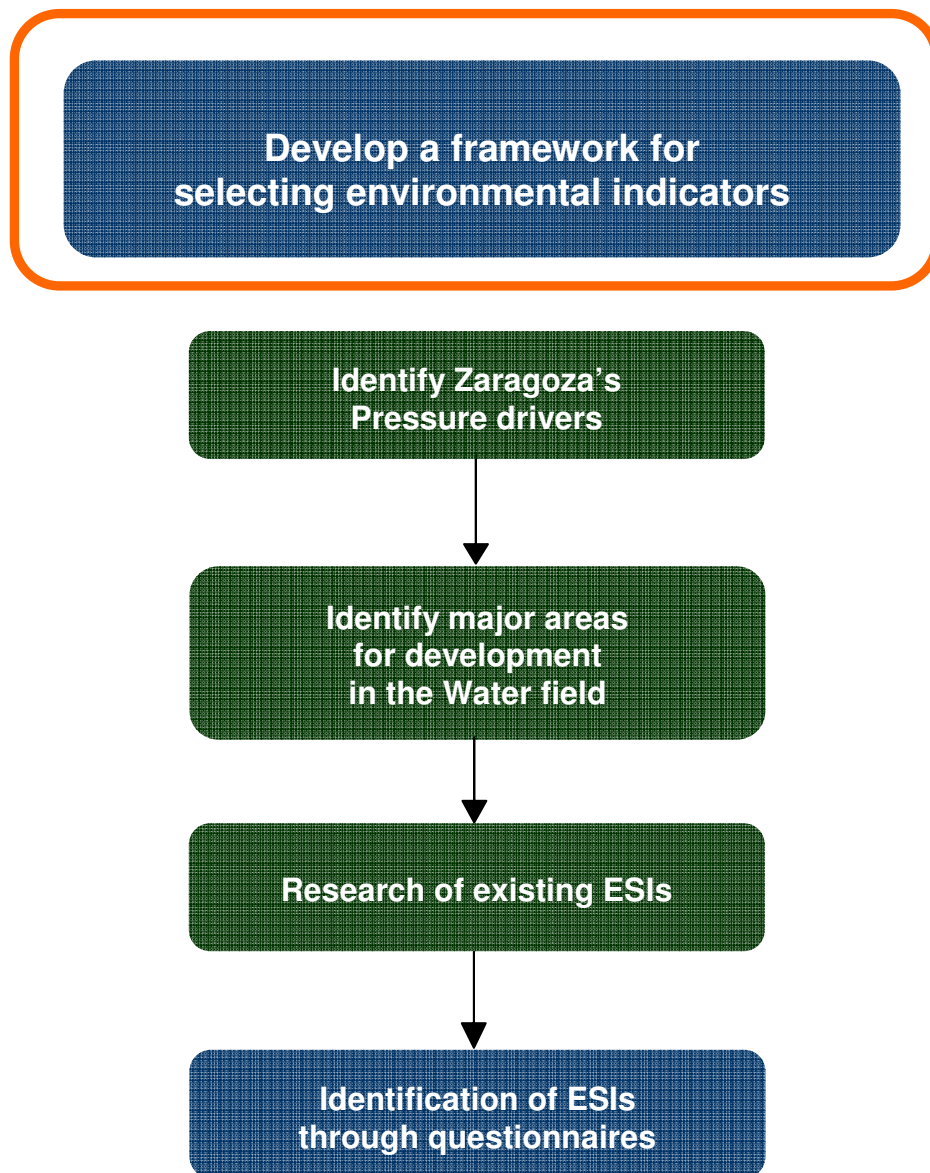 Develop a framework for
selecting environmental indicators
Identify Zaragoza's
Pressure drivers
Identify major areas
for development
in the Water field
Research of existing ESIs
Identification of ESIs
through questionnaires